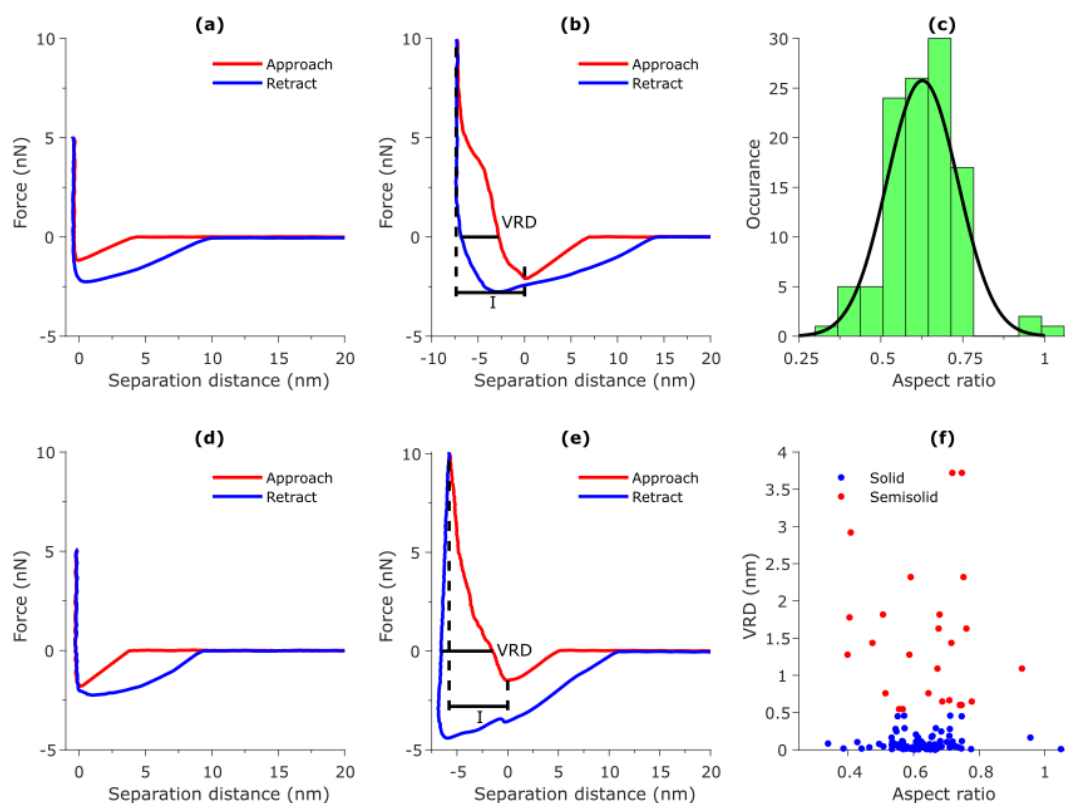 (a)
10
5
0
-5
Force (nN)
Approach
Retract
0 5 10 15 20
Separation distance (nm)
(b)
10
5
0
-5
Force (nN)
Approach
Retract
VRD
I
-10 -5 0 5 10 15 20
Separation distance (nm)
(c)
30
25
20
15
10
5
0
Occurance
0.25 0.5 0.75 1
Aspect ratio
(d)
10
5
0
-5
Force (nN)
Approach
Retract
0 5 10 15 20
Separation distance (nm)
(e)
10
5
0
-5
Force (nN)
Approach
Retract
VRD
I
-5 0 5 10 15 20
Separation distance (nm)
(f)
4
3.5
3
2.5
2
1.5
1
0.5
0
VRD (nm)
Solid
Semisolid
0.4 0.6 0.8 1
Aspect ratio